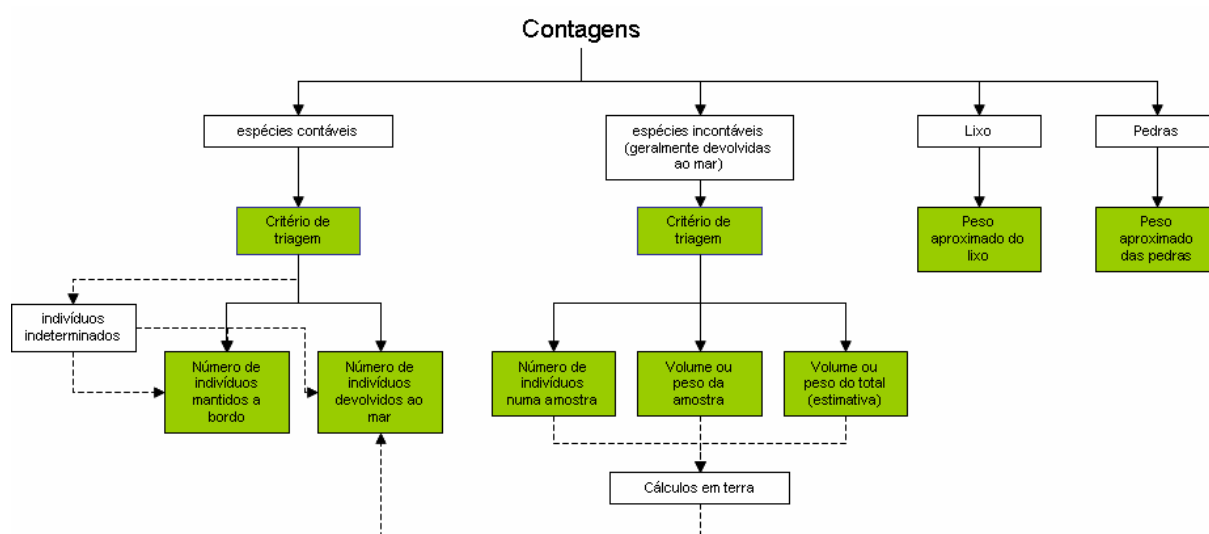 Contagens
espécies contáveis
espécies incontáveis
(geralmente devolvidas
ao mar)
Lixo
Pedras
Critério de
triagem
Critério de
triagem
Peso
aproximado do
lixo
Peso
aproximado
das pedras
indivíduos
indeterminados
Número de
indivíduos
mantidos a
bordo
Número de
indivíduos
devolvidos ao
mar
Número de
indivíduos
numa amostra
Volume ou
peso da
amostra
Volume ou
peso do total
(estimativa)
Cálculos em terra